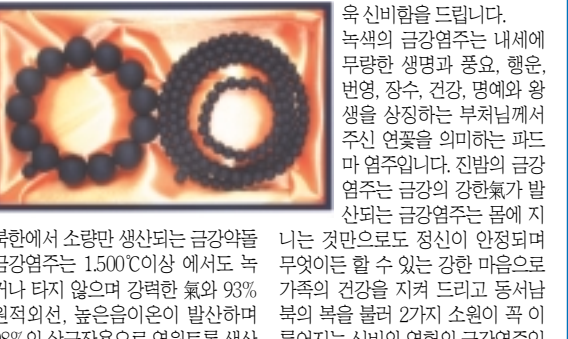 북한에서 소량만 생산되는 금강약돌
금강염주는 1.500℃이상 에서도 녹
거나 타지 않으며 강력한 氣와 93%
원적외선, 높은음이온이 발산하며
욱 신비함을 드립니다.
녹색의 금강염주는 내세에
무량한 생명과 풍요, 행운,
번영, 장수, 건강, 명예와 왕
생을 상징하는 부처님께서
주신 연꽃을 의미하는 파드
마 염주입니다. 진밤의 금강
염주는 금강의 강한氣가 발
산되는 금강염주는 몸에 지
니는 것만으로도 정신이 안정되며
무엇이든 할 수 있는 강한 마음으로
가족의 건강을 지켜 드리고 동서남
북의 복을 불러 2가지 소원이 꼭 이